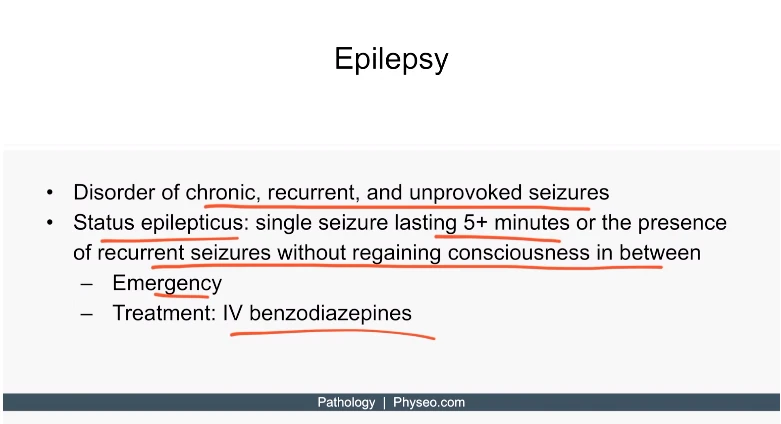 Epilepsy
• Disorder of chronic, recurrent, and unprovoked seizures
• Status epilepticus: single seizure lasting 5+ minutes or the presence
of recurrent seizures without regaining consciousness in between
– Emergency
– Treatment: IV benzodiazepines
Pathology | Physeo.com